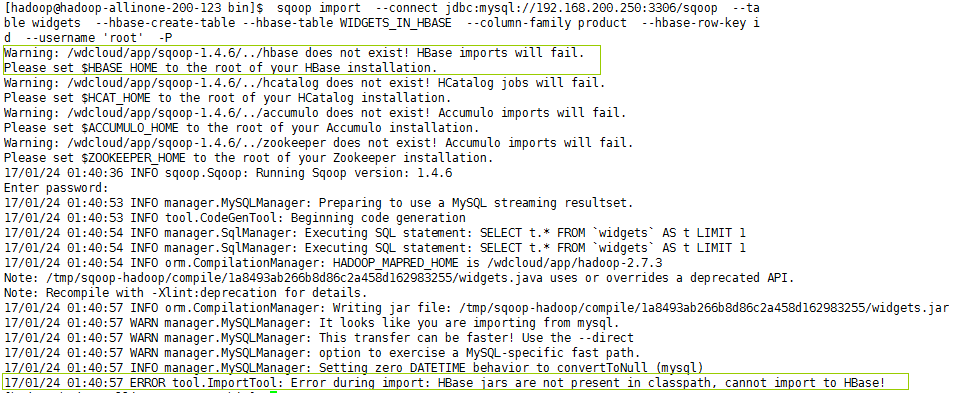 [hadoop@hadoop-allinone-200-123 bin]$  sqoop import  --connect jdbc:mysql://192.168.200.250:3306/sqoop  --ta
ble widgets  --hbase-create-table --hbase-table WIDGETS_IN_HBASE  --column-family product  --hbase-row-key i
d  --username 'root'  -P
Warning: /wdcloud/app/sqoop-1.4.6/../hbase does not exist! HBase imports will fail.
Please set $HBASE_HOME to the root of your HBase installation.
Warning: /wdcloud/app/sqoop-1.4.6/../hcatalog does not exist! HCatalog jobs will fail.
Please set $HCAT_HOME to the root of your HCatalog installation.
Warning: /wdcloud/app/sqoop-1.4.6/../accumulo does not exist! Accumulo imports will fail.
Please set $ACCUMULO_HOME to the root of your Accumulo installation.
Warning: /wdcloud/app/sqoop-1.4.6/../zookeeper does not exist! Accumulo imports will fail.
Please set $ZOOKEEPER_HOME to the root of your Zookeeper installation.
17/01/24 01:40:36 INFO sqoop.Sqoop: Running Sqoop version: 1.4.6
Enter password:
17/01/24 01:40:53 INFO manager.MySQLManager: Preparing to use a MySQL streaming resultset.
17/01/24 01:40:53 INFO tool.CodeGenTool: Beginning code generation
17/01/24 01:40:54 INFO manager.SqlManager: Executing SQL statement: SELECT t.* FROM `widgets` AS t LIMIT 1
17/01/24 01:40:54 INFO manager.SqlManager: Executing SQL statement: SELECT t.* FROM `widgets` AS t LIMIT 1
17/01/24 01:40:54 INFO orm.CompilationManager: HADOOP_MAPRED_HOME is /wdcloud/app/hadoop-2.7.3
Note: /tmp/sqoop-hadoop/compile/1a8493ab266b8d86c2a458d162983255/widgets.java uses or overrides a deprecated API.
Note: Recompile with -Xlint:deprecation for details.
17/01/24 01:40:57 INFO orm.CompilationManager: Writing jar file: /tmp/sqoop-hadoop/compile/1a8493ab266b8d86c2a458d162983255/widgets.jar
17/01/24 01:40:57 WARN manager.MySQLManager: It looks like you are importing from mysql.
17/01/24 01:40:57 WARN manager.MySQLManager: This transfer can be faster! Use the --direct
17/01/24 01:40:57 WARN manager.MySQLManager: option to exercise a MySQL-specific fast path.
17/01/24 01:40:57 INFO manager.MySQLManager: Setting zero DATETIME behavior to convertToNull (mysql)
17/01/24 01:40:57 ERROR tool.ImportTool: Error during import: HBase jars are not present in classpath, cannot import to HBase!